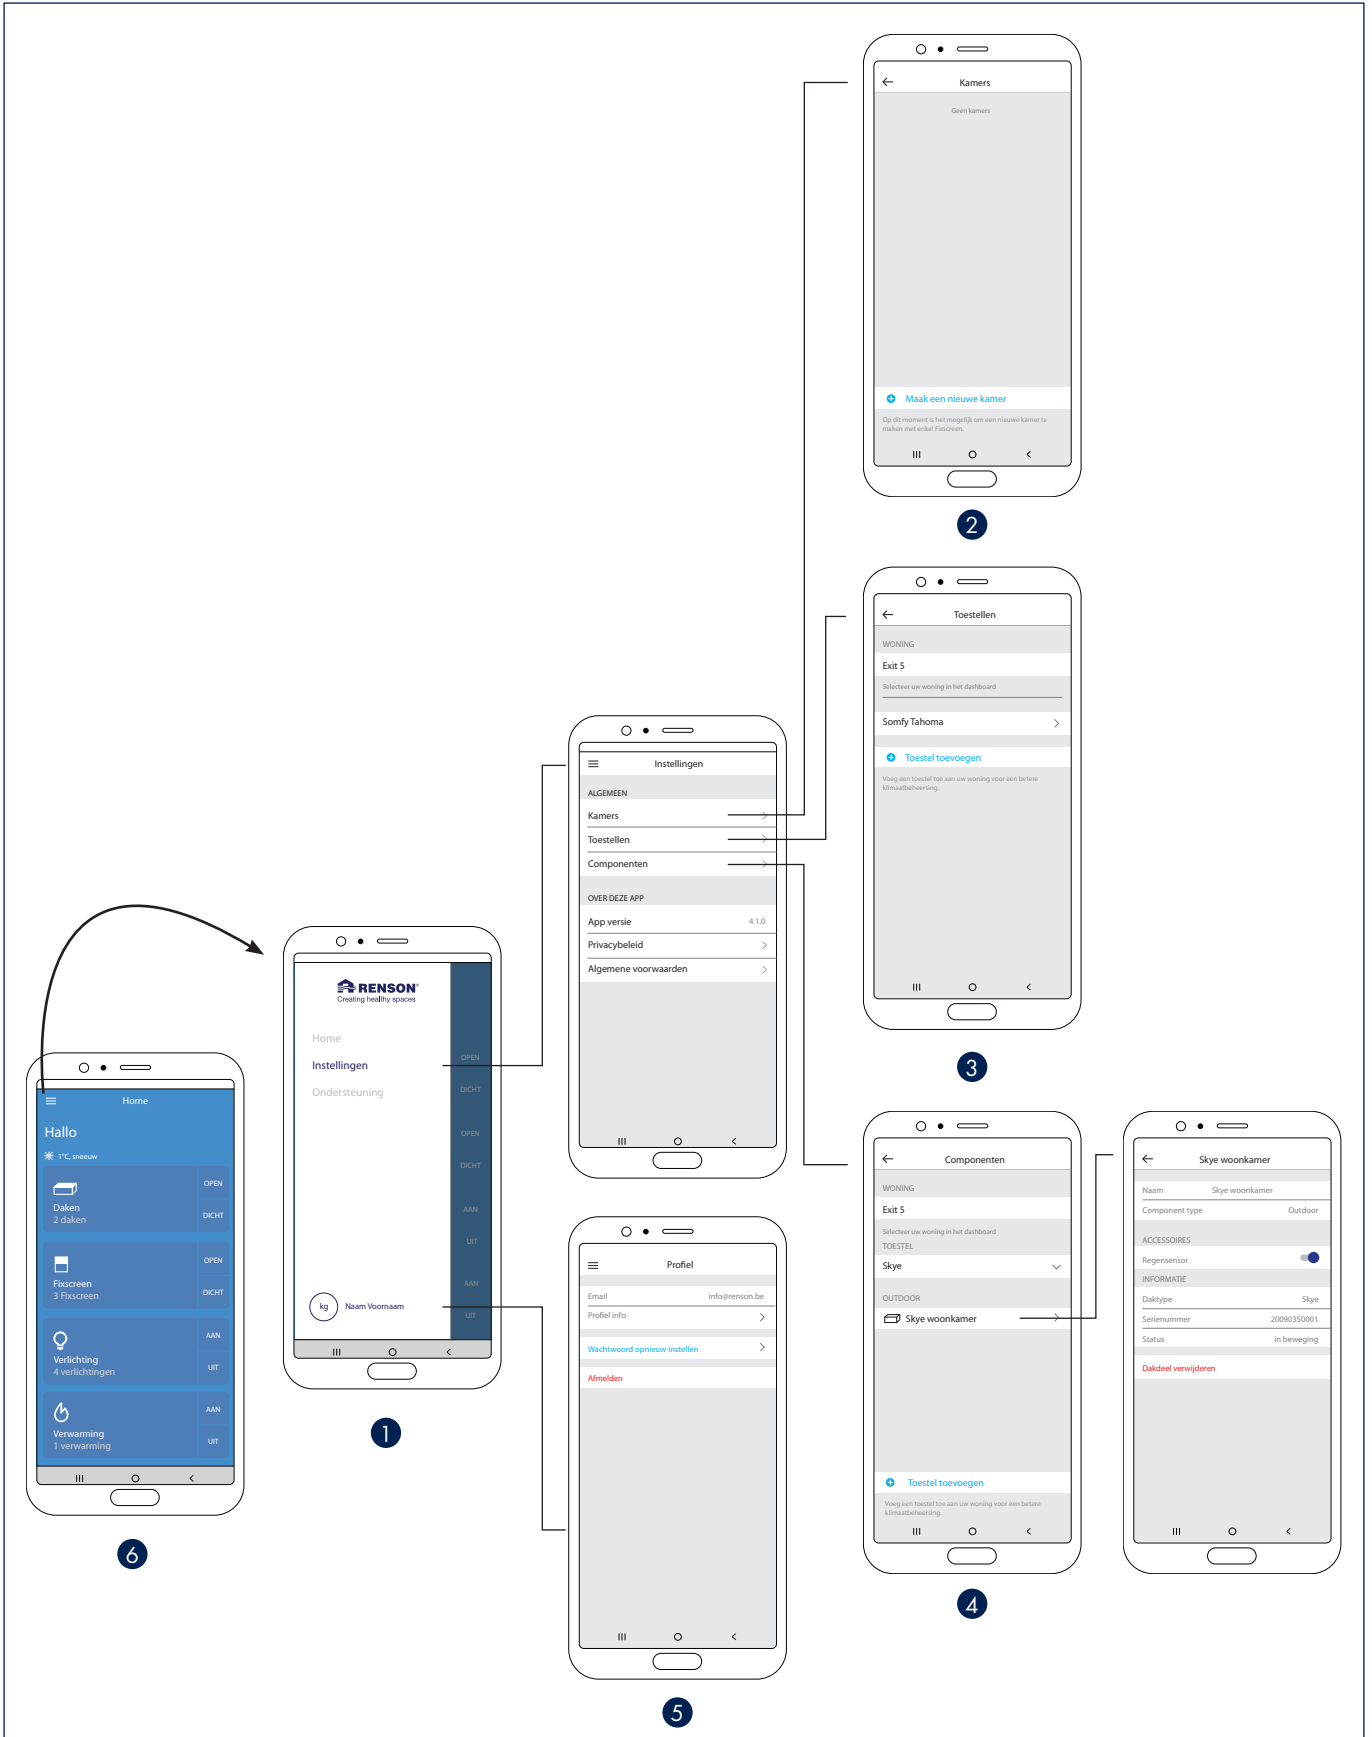 Kamers
Geen kamers
Maak een nieuwe kamer
Op dit moment is het mogelijk om een nieuwe kamer te
maken met enkel Fixscreen.
2
Toestellen
WONING
Exit 5
Selecteer uw woning in het dashboard
Somfy Tahoma
Toestel toevoegen
Voeg een toestel toe aan uw woning voor een betere
klimaatbeheersing.
3
Instellingen
ALGEMEEN
Kamers
Toestellen
Componenten
OVER DEZE APP
App versie 4.1.0
Privacybeleid
Algemene voorwaarden
RENSON®
Creating healthy spaces
Home
Instellingen
Ondersteuning
OPEN
DICHT
OPEN
DICHT
AAN
UIT
AAN
UIT
kg Naam Voornaam
1
Home
Hallo
1°C, sneeuw
Daken
2 daken
OPEN
DICHT
Fixscreen
3 Fixscreen
OPEN
DICHT
Verlichting
4 verlichtingen
AAN
UIT
Verwarming
1 verwarming
AAN
UIT
6
Componenten
WONING
Exit 5
Selecteer uw woning in het dashboard
TOESTEL
Skye
OUTDOOR
Skye woonkamer
Toestel toevoegen
Voeg een toestel toe aan uw woning voor een betere
klimaatbeheersing.
4
Skye woonkamer
Naam Skye woonkamer
Component type Outdoor
ACCESSOIRES
Regensensor
INFORMATIE
Daktype Skye
Serienummer 20090350001
Status in beweging
Dakdeel verwijderen
Profiel
Email info@renson.be
Profiel info
Wachtwoord opnieuw instellen
Afmelden
5